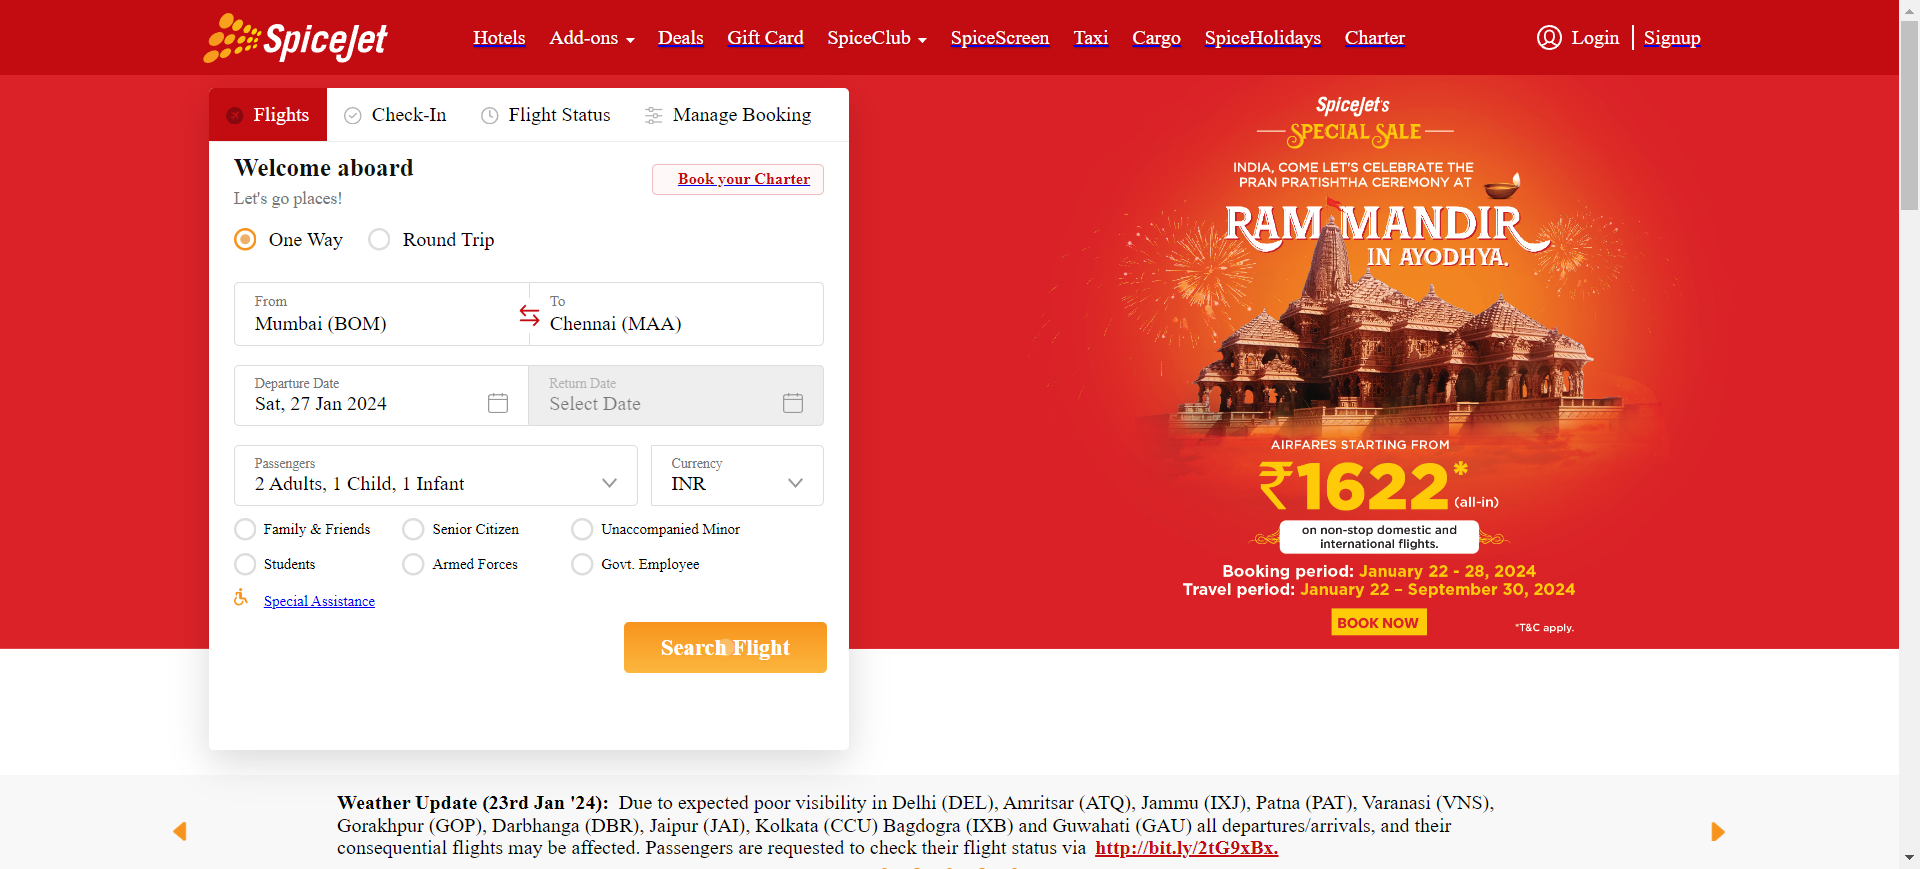 SpiceJet
Hotels
Add-ons
Deals
Gift Card
SpiceClub
SpiceScreen
Taxi
Cargo
SpiceHolidays
Charter
Login
Signup
Flights
Check-In
Flight Status
Manage Booking
Welcome aboard
Let's go places!
Book your Charter
One Way
Round Trip
From
Mumbai (BOM)
To
Chennai (MAA)
Departure Date
Sat, 27 Jan 2024
Return Date
Select Date
Passengers
2 Adults, 1 Child, 1 Infant
Currency
INR
Family & Friends
Senior Citizen
Unaccompanied Minor
Students
Armed Forces
Govt. Employee
Special Assistance
Search Flight
SpiceJet's
SPECIAL SALE
INDIA, COME LET'S CELEBRATE THE
PRAN PRATISHTHA CEREMONY AT
RAM MANDIR
IN AYODHYA.
AIRFARES STARTING FROM
₹1622*
(all-in)
on non-stop domestic and
international flights.
Booking period: January 22 - 28, 2024
Travel period: January 22 – September 30, 2024
BOOK NOW
*T&C apply.
Weather Update (23rd Jan '24): Due to expected poor visibility in Delhi (DEL), Amritsar (ATQ), Jammu (IXJ), Patna (PAT), Varanasi (VNS),
Gorakhpur (GOP), Darbhanga (DBR), Jaipur (JAI), Kolkata (CCU) Bagdogra (IXB) and Guwahati (GAU) all departures/arrivals, and their
consequential flights may be affected. Passengers are requested to check their flight status via http://bit.ly/2tG9xBx.